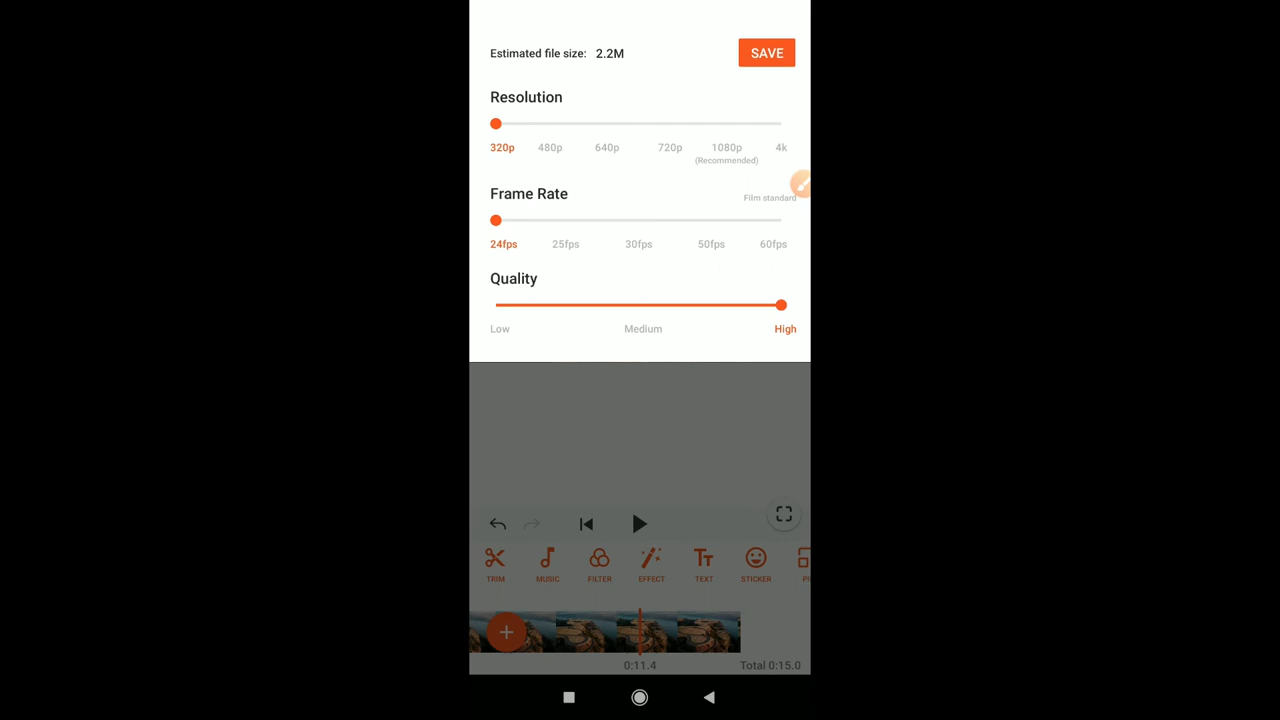 Estimated file size: 2.2M
SAVE
Resolution
320p 480p 640p 720p 1080p 4k
(Recommended)
Frame Rate
Film standard
24fps 25fps 30fps 50fps 60fps
Quality
Low Medium High
TRIM MUSIC FILTER EFFECT TEXT STICKER PI
0:11.4 Total 0:15.0